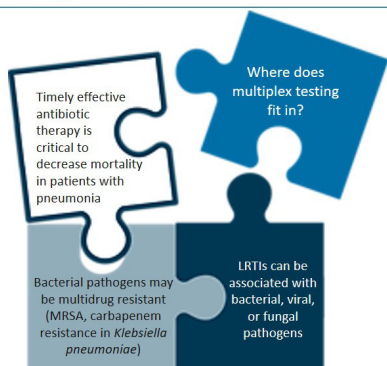 Timely effective
antibiotic
therapy is
critical to
decrease mortality
in patients with
pneumonia
Where does
multiplex testing
fit in?
Bacterial pathogens may
be multidrug resistant
(MRSA, carbapenem
resistance in Klebsiella
pneumoniae)
LRTIs can be
associated with
bacterial, viral,
or fungal
pathogens